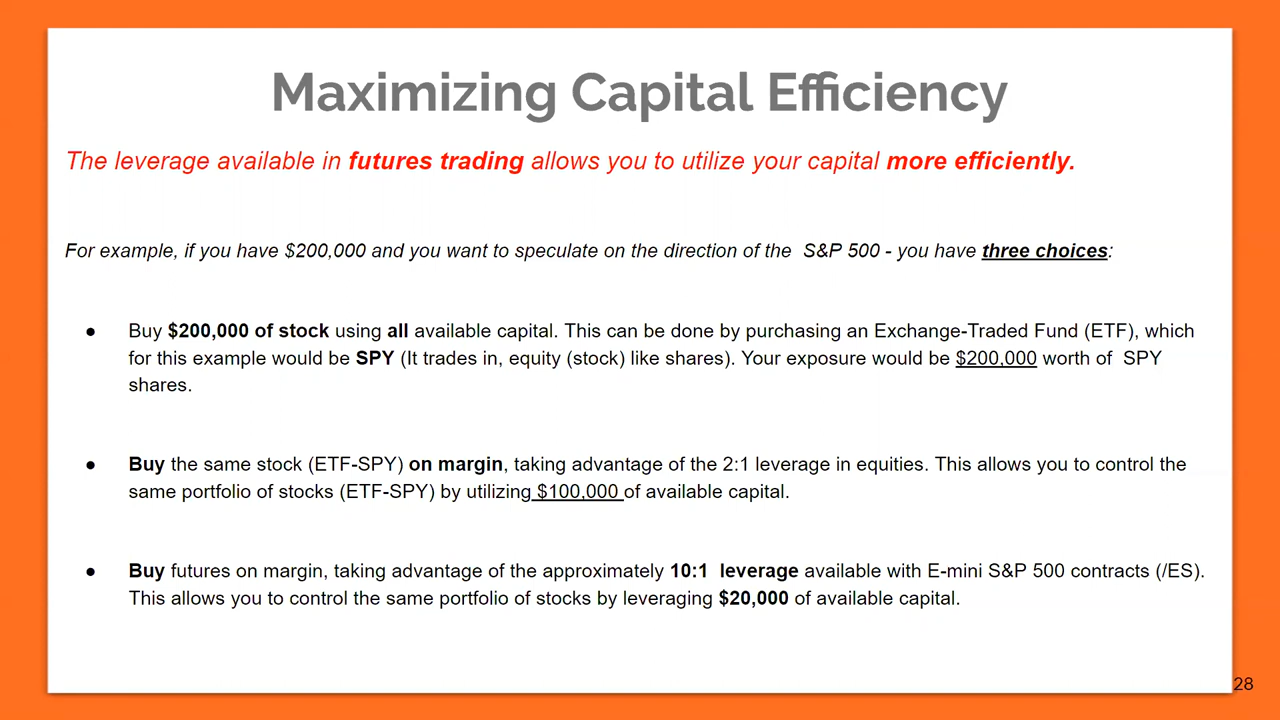 Maximizing Capital Efficiency
The leverage available in futures trading allows you to utilize your capital more efficiently.
For example, if you have $200,000 and you want to speculate on the direction of the  S&P 500 - you have three choices:
● Buy $200,000 of stock using all available capital. This can be done by purchasing an Exchange-Traded Fund (ETF), which
for this example would be SPY (It trades in, equity (stock) like shares). Your exposure would be $200,000 worth of  SPY
shares.
● Buy the same stock (ETF-SPY) on margin, taking advantage of the 2:1 leverage in equities. This allows you to control the
same portfolio of stocks (ETF-SPY) by utilizing $100,000 of available capital.
● Buy futures on margin, taking advantage of the approximately 10:1  leverage available with E-mini S&P 500 contracts (/ES).
This allows you to control the same portfolio of stocks by leveraging $20,000 of available capital.
28